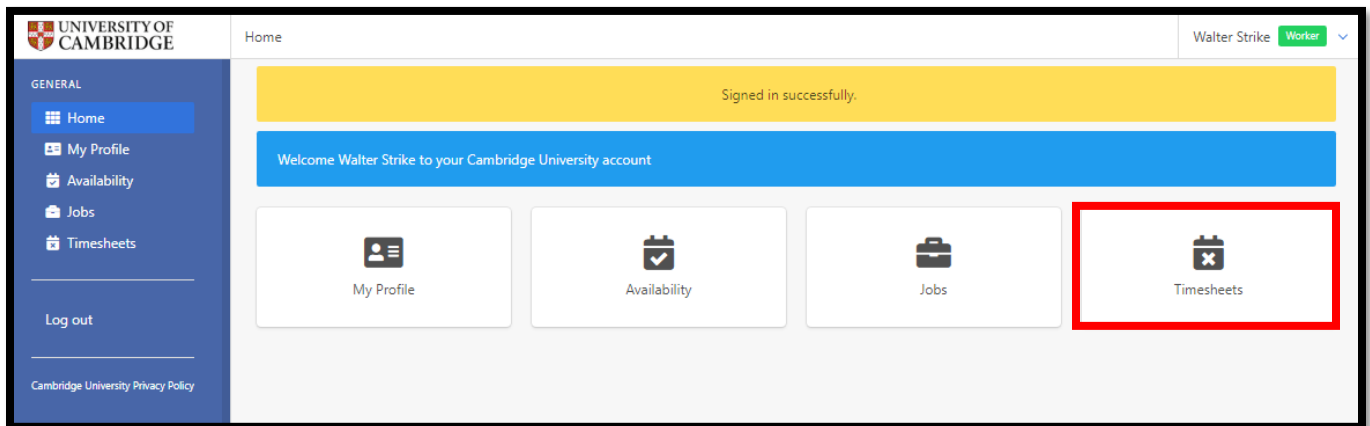 UNIVERSITY OF
CAMBRIDGE
Home
Walter Strike Worker
GENERAL
Home
My Profile
Availability
Jobs
Timesheets
Log out
Cambridge University Privacy Policy
Signed in successfully.
Welcome Walter Strike to your Cambridge University account
My Profile
Availability
Jobs
Timesheets